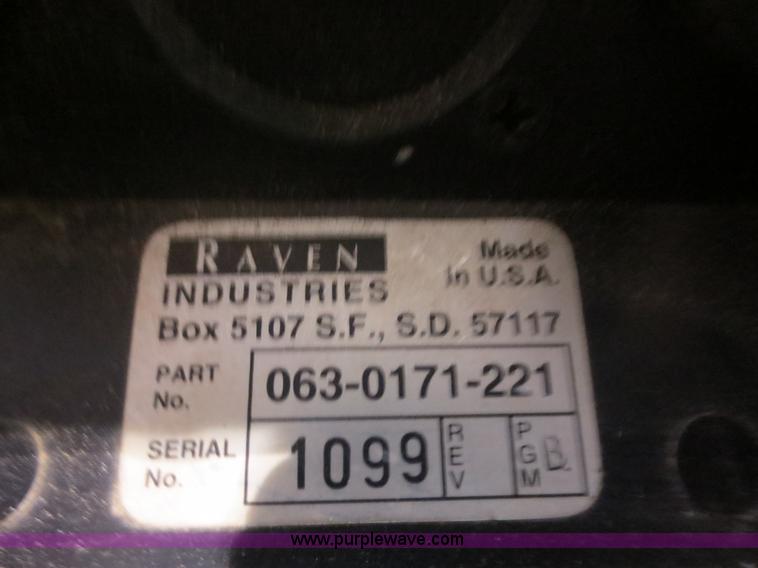 RAVEN
INDUSTRIES
Made
in U.S.A.
Box 5107 S.F., S.D. 57117
PART No. 063-0171-221
SERIAL No. 1099 REV PGM B
www.purplewave.com